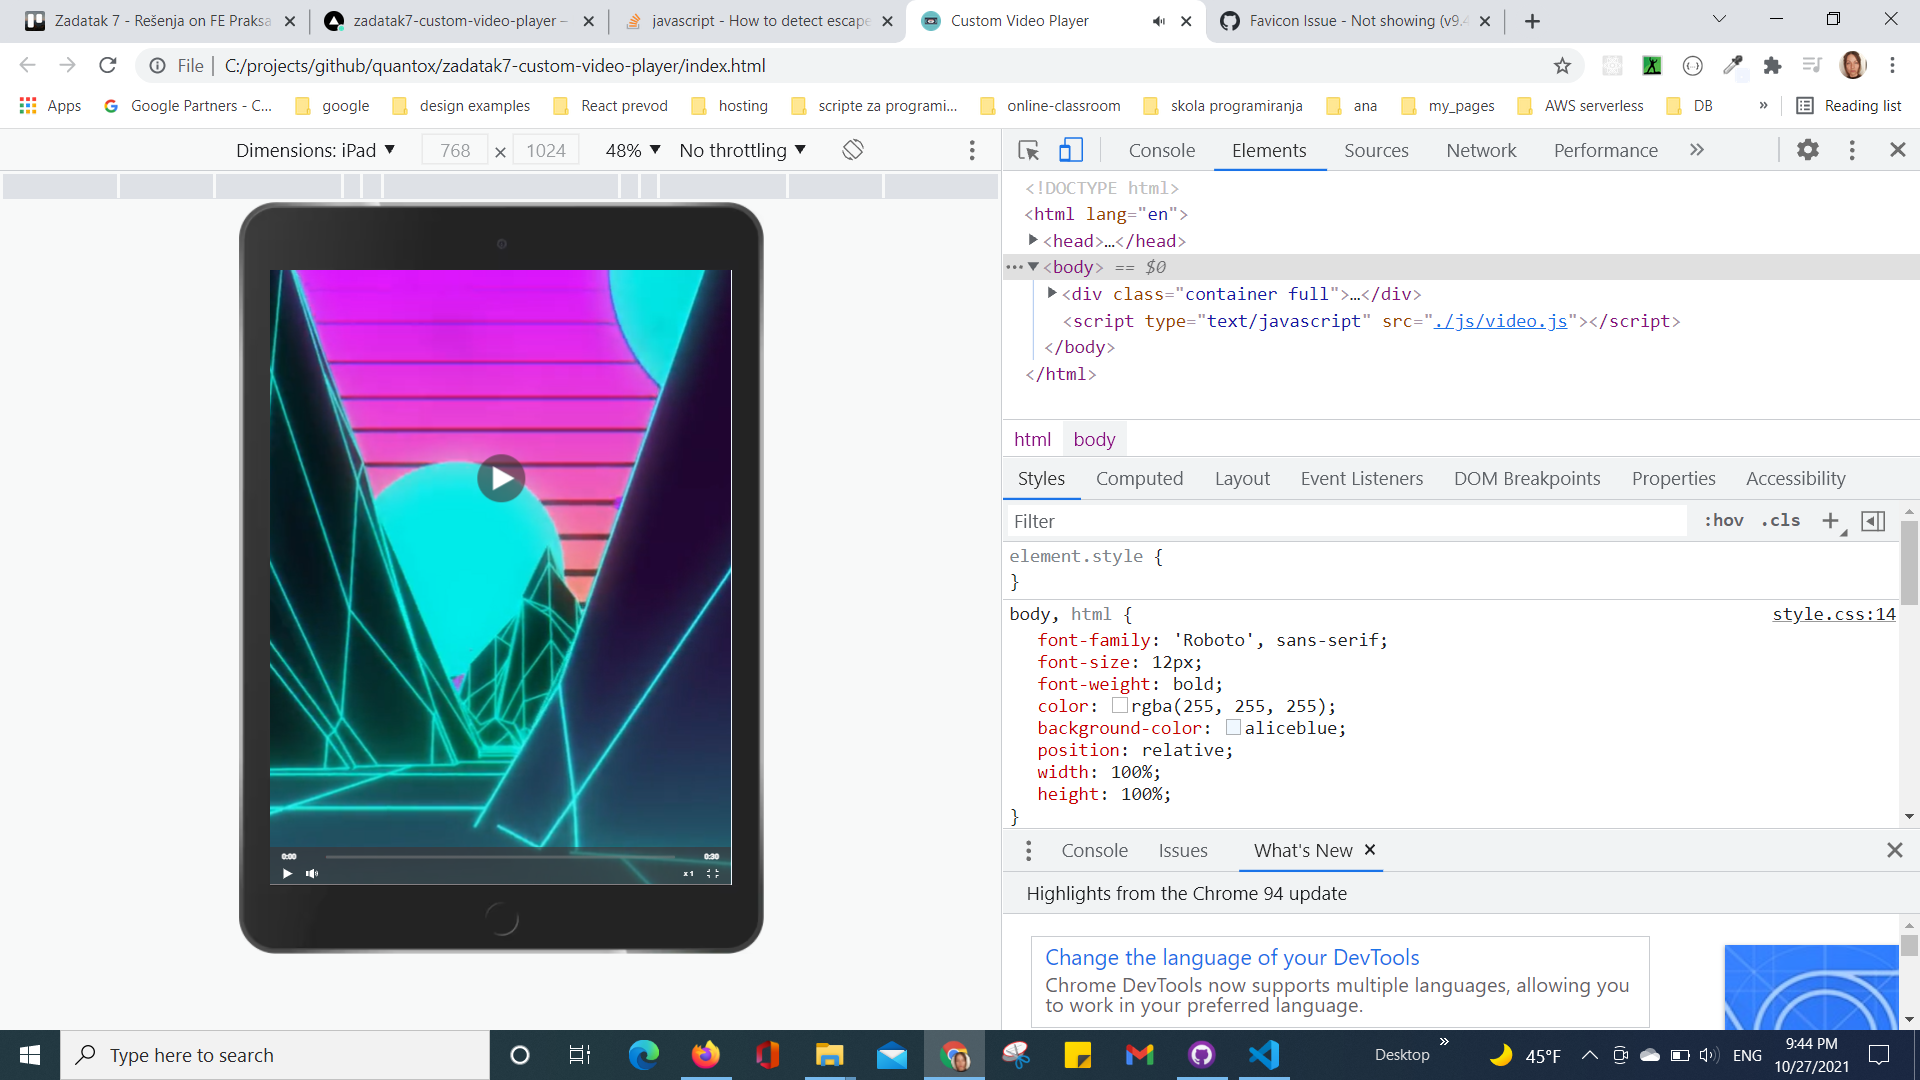 Zadatak 7 - Rešenja on FE Praksa
zadatak7-custom-video-player –
javascript - How to detect escape
Custom Video Player
Favicon Issue - Not showing (v9.4
File
C:/projects/github/quantox/zadatak7-custom-video-player/index.html
Apps
Google Partners - C...
google
design examples
React prevod
hosting
scripte za programi...
online-classroom
skola programiranja
ana
my_pages
AWS serverless
DB
»
Reading list
Dimensions: iPad
768 × 1024
48%
No throttling
Console
Elements
Sources
Network
Performance
»
<!DOCTYPE html>
<html lang="en">
<head>…</head>
<body> == $0
<div class="container full">…</div>
<script type="text/javascript" src="./js/video.js"></script>
</body>
</html>
html
body
Styles
Computed
Layout
Event Listeners
DOM Breakpoints
Properties
Accessibility
Filter
:hov
.cls
+
element.style {
}
body, html {
style.css:14
font-family: 'Roboto', sans-serif;
font-size: 12px;
font-weight: bold;
color: rgba(255, 255, 255);
background-color: aliceblue;
position: relative;
width: 100%;
height: 100%;
}
0:00
0:30
x 1
Console
Issues
What's New
Highlights from the Chrome 94 update
Change the language of your DevTools
Chrome DevTools now supports multiple languages, allowing you
to work in your preferred language.
Type here to search
Desktop
»
45°F
ENG
9:44 PM
10/27/2021